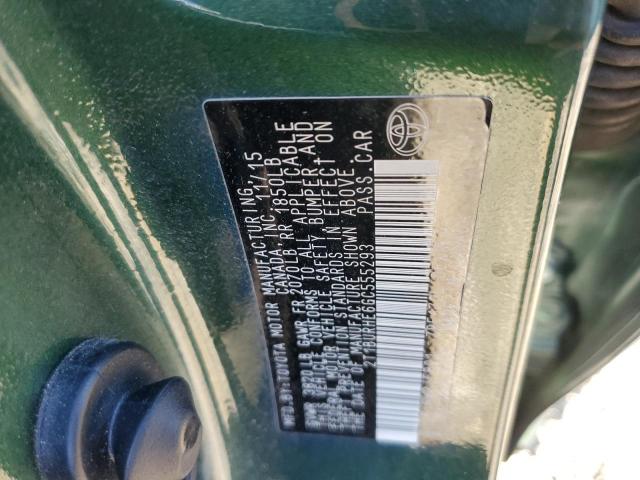 MFD.BY:TOYOTA MOTOR MANUFACTURING
CANADA INC. 11/15
GVWR 3820LB GAWR FR 2070LB RR 1850LB
THIS VEHICLE CONFORMS TO ALL APPLICABLE
FEDERAL MOTOR VEHICLE SAFETY, BUMPER, AND
THEFT PREVENTION STANDARDS IN EFFECT ON
THE DATE OF MANUFACTURE SHOWN ABOVE.
PASS.CAR